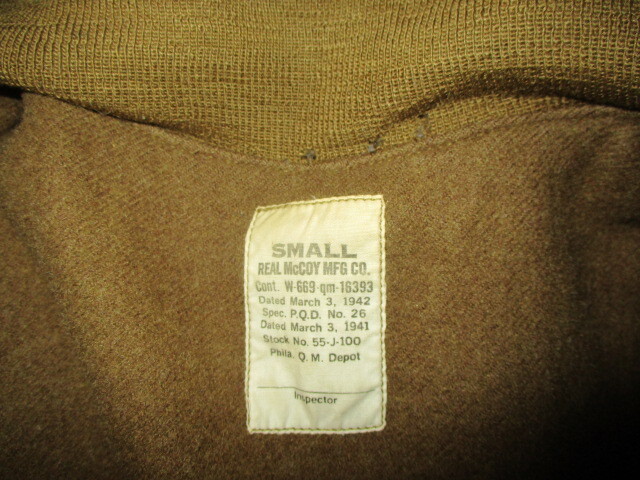 SMALL
REAL McCOY MFG CO.
Cont. W-669-qm-16393
Dated March 3, 1942
Spec. P.Q.D. No. 26
Dated March 3, 1941
Stock No. 55-J-100
Phila. Q.M. Depot
Inspector